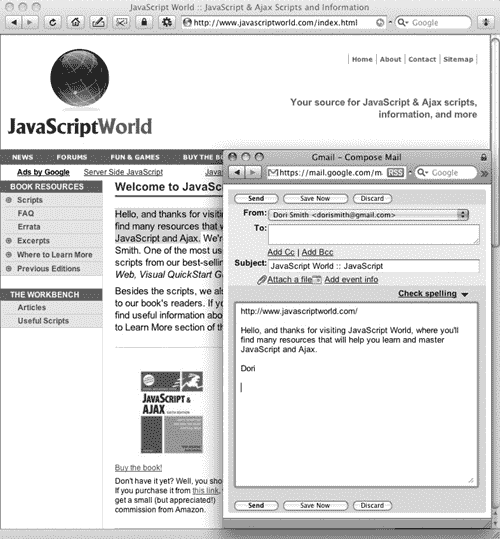 JavaScript World :: JavaScript & Ajax Scripts and Information
http://www.javascriptworld.com/index.html
Google
Home
About
Contact
Sitemap
Your source for JavaScript & Ajax scripts,
information, and more
JavaScriptWorld
NEWS
FORUMS
FUN & GAMES
BUY THE B
Ads by Google
Server Side JavaScript
Java
BOOK RESOURCES
Scripts
FAQ
Errata
Excerpts
Where to Learn More
Previous Editions
THE WORKBENCH
Articles
Useful Scripts
Welcome to JavaSc
Hello, and thanks for visiti
find many resources that w
JavaScript and Ajax. We're
Smith. One of the most us
scripts from our best-sellin
Web, Visual QuickStart G
Besides the scripts, we als
to our book's readers. If yo
find useful information abo
to Learn More section of th
JAVASCRIPT &
AJAX
Buy the book!
Don't have it yet? Well, you sho
If you purchase it from this link,
get a small (but appreciated!)
commission from Amazon.
Gmail – Compose Mail
https://mail.google.com/m
RSS
Google
Send
Save Now
Discard
From:
Dori Smith <dorismith@gmail.com>
To:
Add Cc | Add Bcc
Subject:
JavaScript World :: JavaScript
Attach a file
Add event info
Check spelling
http://www.javascriptworld.com/
Hello, and thanks for visiting JavaScript World, where you'll
find many resources that will help you learn and master
JavaScript and Ajax.
Dori
Send
Save Now
Discard